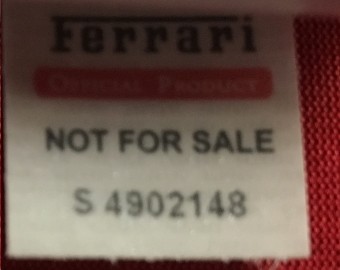 Ferrari
OFFICIAL PRODUCT
NOT FOR SALE
S 4902148